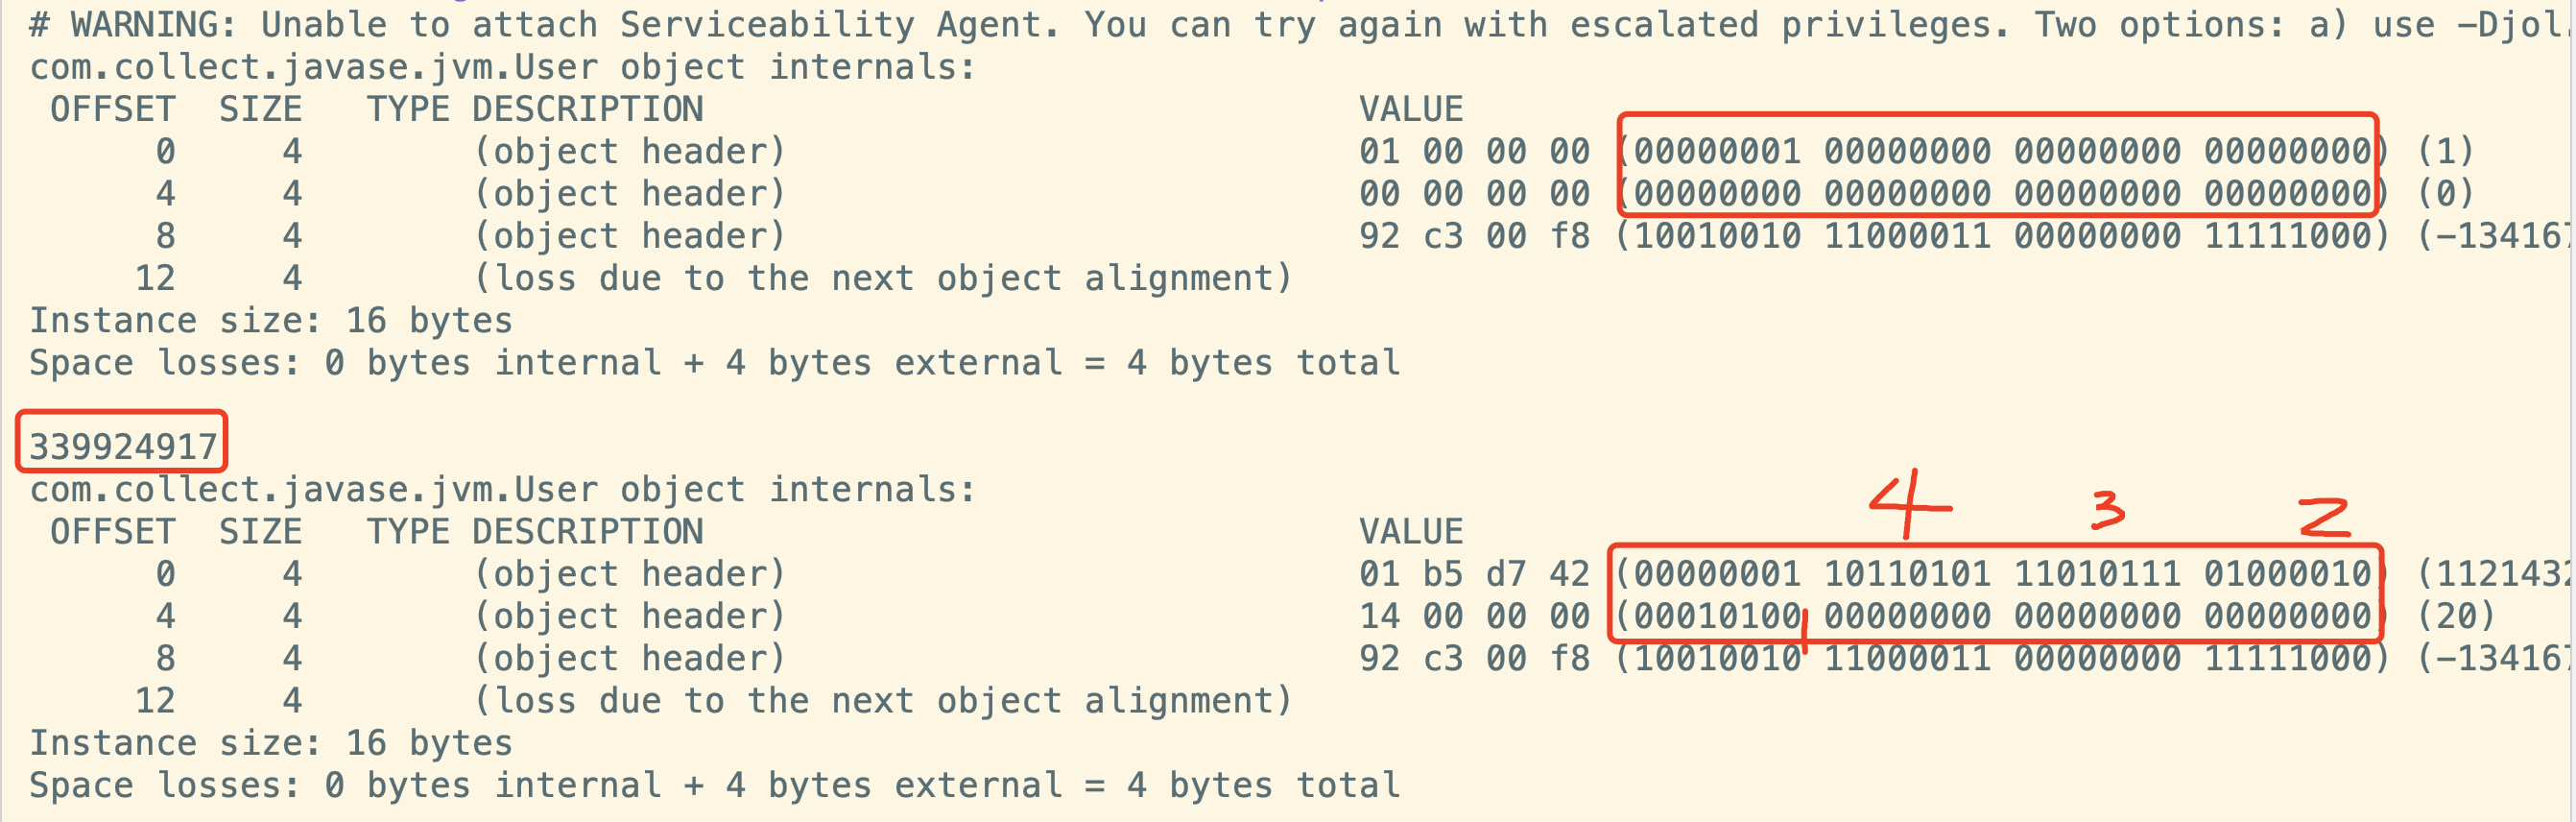 # WARNING: Unable to attach Serviceability Agent. You can try again with escalated privileges. Two options: a) use -Djol.
com.collect.javase.jvm.User object internals:
OFFSET SIZE TYPE DESCRIPTION VALUE
0 4 (object header) 01 00 00 00 (00000001 00000000 00000000 00000000) (1)
4 4 (object header) 00 00 00 00 (00000000 00000000 00000000 00000000) (0)
8 4 (object header) 92 c3 00 f8 (10010010 11000011 00000000 11111000) (-134167
12 4 (loss due to the next object alignment)
Instance size: 16 bytes
Space losses: 0 bytes internal + 4 bytes external = 4 bytes total
339924917
com.collect.javase.jvm.User object internals:
4 3 2
OFFSET SIZE TYPE DESCRIPTION VALUE
0 4 (object header) 01 b5 d7 42 (00000001 10110101 11010111 01000010) (1121432
4 4 (object header) 14 00 00 00 (00010100 00000000 00000000 00000000) (20)
8 4 (object header) 92 c3 00 f8 (10010010 11000011 00000000 11111000) (-134167
12 4 (loss due to the next object alignment)
Instance size: 16 bytes
Space losses: 0 bytes internal + 4 bytes external = 4 bytes total